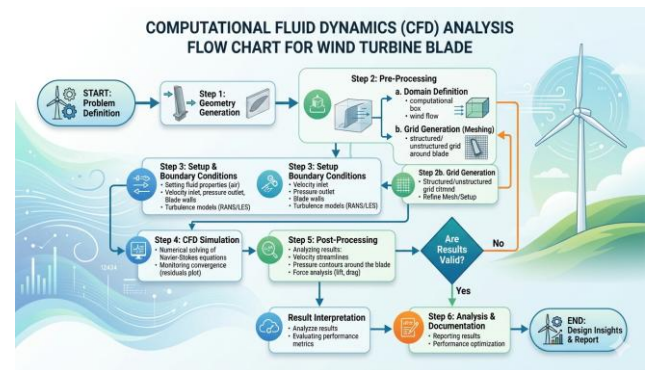 COMPUTATIONAL FLUID DYNAMICS (CFD) ANALYSIS
FLOW CHART FOR WIND TURBINE BLADE
START:
Problem
Definition
Step 1:
Geometry
Generation
Step 2: Pre-Processing
a. Domain Definition
• computational
box
• wind flow
b. Grid Generation (Meshing)
• structured/
unstructured grid
around blade
Step 3: Setup &
Boundary Conditions
• Setting fluid properties (air)
• Velocity inlet, pressure outlet,
Blade walls
• Turbulence models (RANS/LES)
Step 3: Setup
Boundary Conditions
• Velocity inlet
• Pressure outlet
• Blade walls
• Turbulence models (RANS/LES)
Step 2b. Grid Generation
• Structured/unstructured
grid ctmnd
• Refine Mesh/Setup
Step 4: CFD Simulation
• Numerical solving of
Navier-Stokes equations
• Monitoring convergence
(residuals plot)
Step 5: Post-Processing
• Analyzing results:
• Velocity streamlines
• Pressure contours around the blade
• Force analysis (lift, drag)
Are
Results
Valid?
No
Yes
Result Interpretation
• Analyzze results
• Evaluating performance
metrics
Step 6: Analysis &
Documentation
• Reporting results
• Performance optimization
END:
Design Insights
& Report